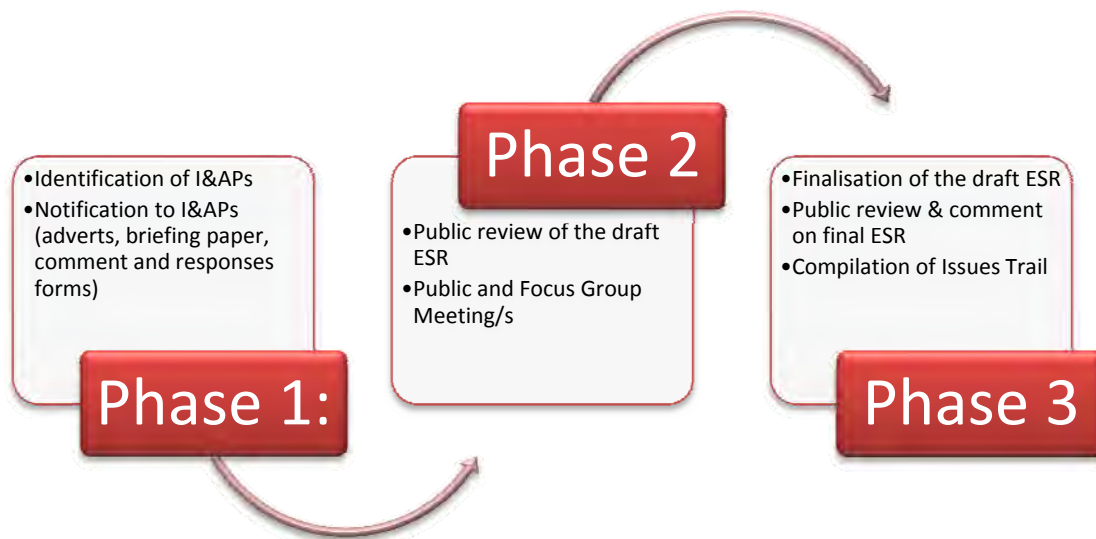 •Identification of I&APs
•Notification to I&APs
(adverts, briefing paper,
comment and responses
forms)
Phase 1:
Phase 2
•Public review of the draft
ESR
•Public and Focus Group
Meeting/s
•Finalisation of the draft ESR
•Public review & comment
on final ESR
•Compilation of Issues Trail
Phase 3